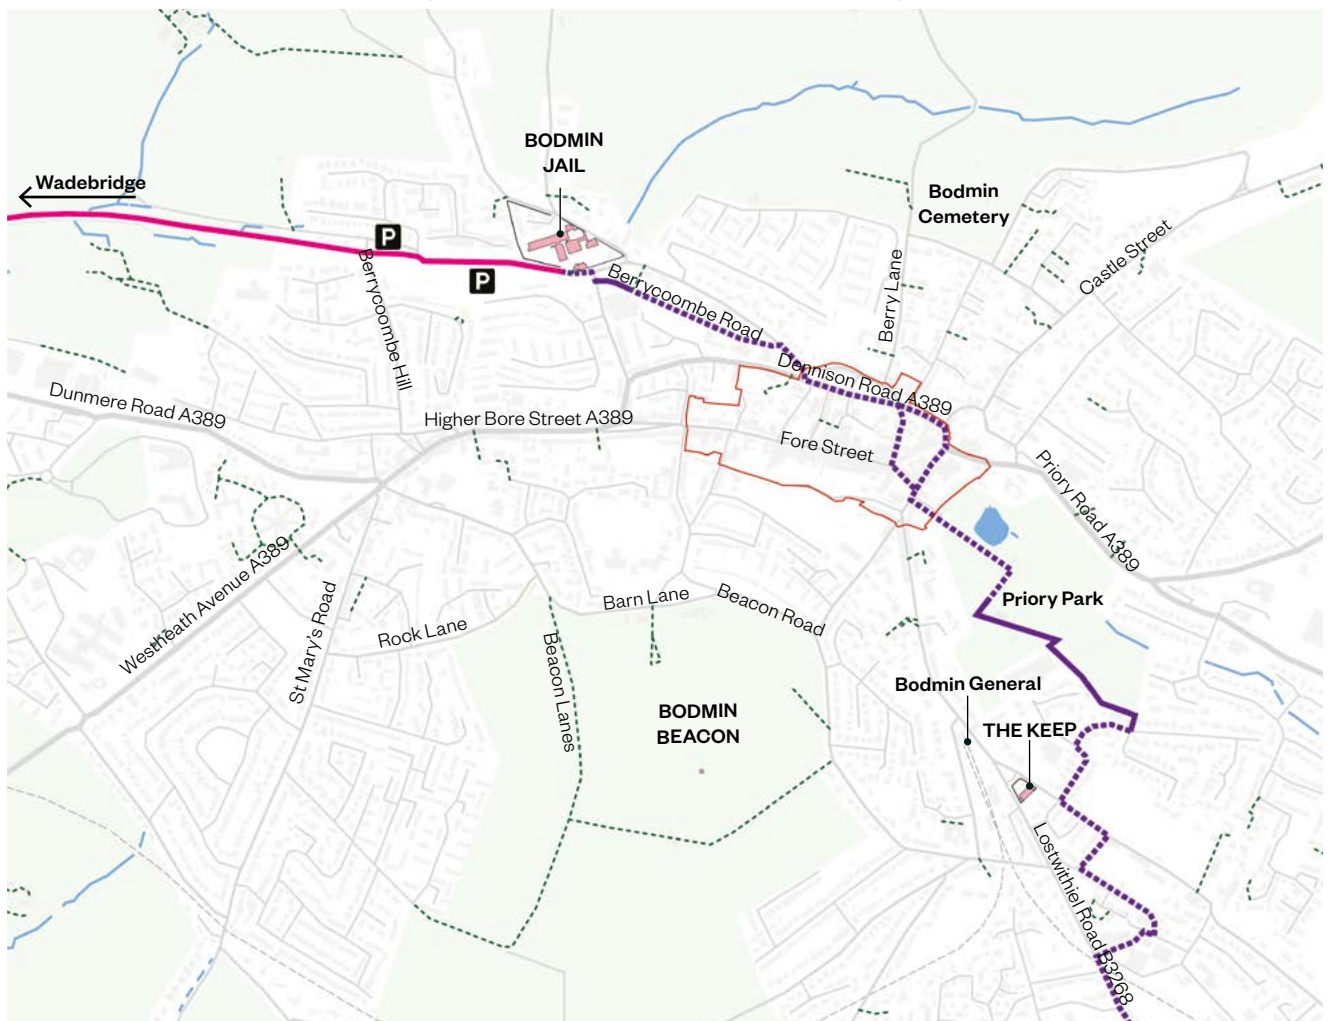 BODMIN
JAIL
Wadebridge
Bodmin
Cemetery
P
P
Castle Street
Berrycoombe Hill
Berrycoombe Road
Berry Lane
Dennison Road A389
Dunmere Road A389
Higher Bore Street A389
Fore Street
Priory Road A389
Westheath Avenue A389
St Mary's Road
Rock Lane
Barn Lane
Beacon Road
Priory Park
Beacon Lanes
BODMIN
BEACON
Bodmin General
THE KEEP
Lostwithiel Road B3268